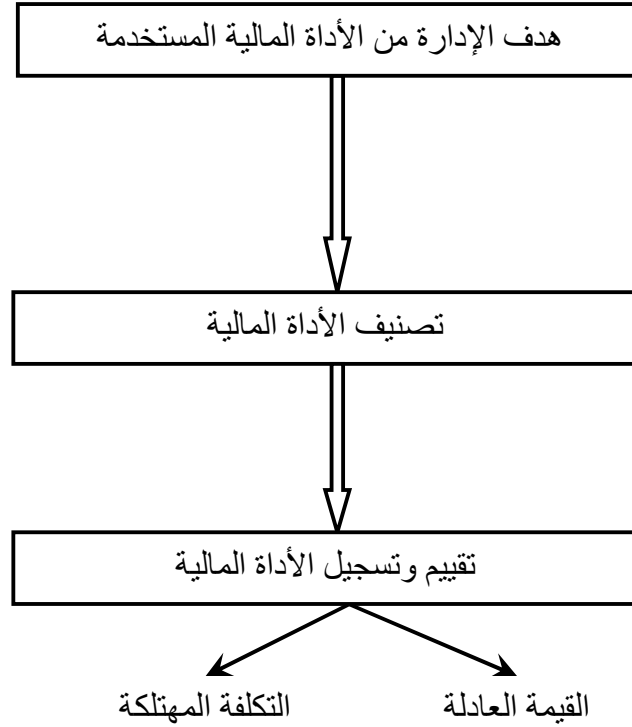 هدف الإدارة من الأداة المالية المستخدمة
تصنيف الأداة المالية
تقييم وتسجيل الأداة المالية
القيمة العادلة
التكلفة المهتلكة